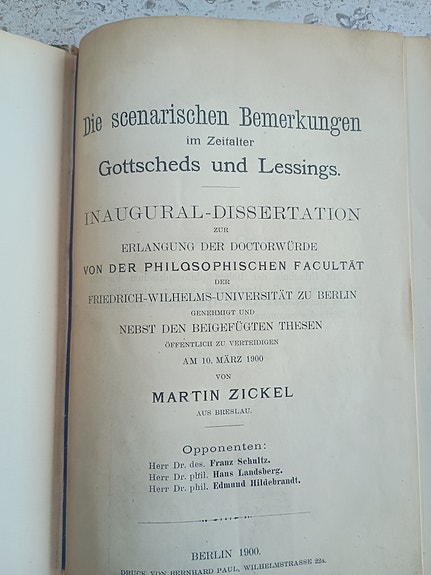 Die scenarischen Bemerkungen
im Zeitalter
Gottscheds und Lessings.
INAUGURAL-DISSERTATION
ZUR
ERLANGUNG DER DOCTORWÜRDE
VON DER PHILOSOPHISCHEN FACULTÄT
DER
FRIEDRICH-WILHELMS-UNIVERSITÄT ZU BERLIN
GENEHMIGT UND
NEBST DEN BEIGEFÜGTEN THESEN
ÖFFENTLICH ZU VERTEIDIGEN
AM 10. MÄRZ 1900
VON
MARTIN ZICKEL
AUS BRESLAU.
Opponenten:
Herr Dr. des. Franz Schultz.
Herr Dr. phil. Hans Landsberg.
Herr Dr. phil. Edmund Hildebrandt.
BERLIN 1900.
DRUCK VON BERNHARD PAUL, WILHELMSTRASSE 22a.